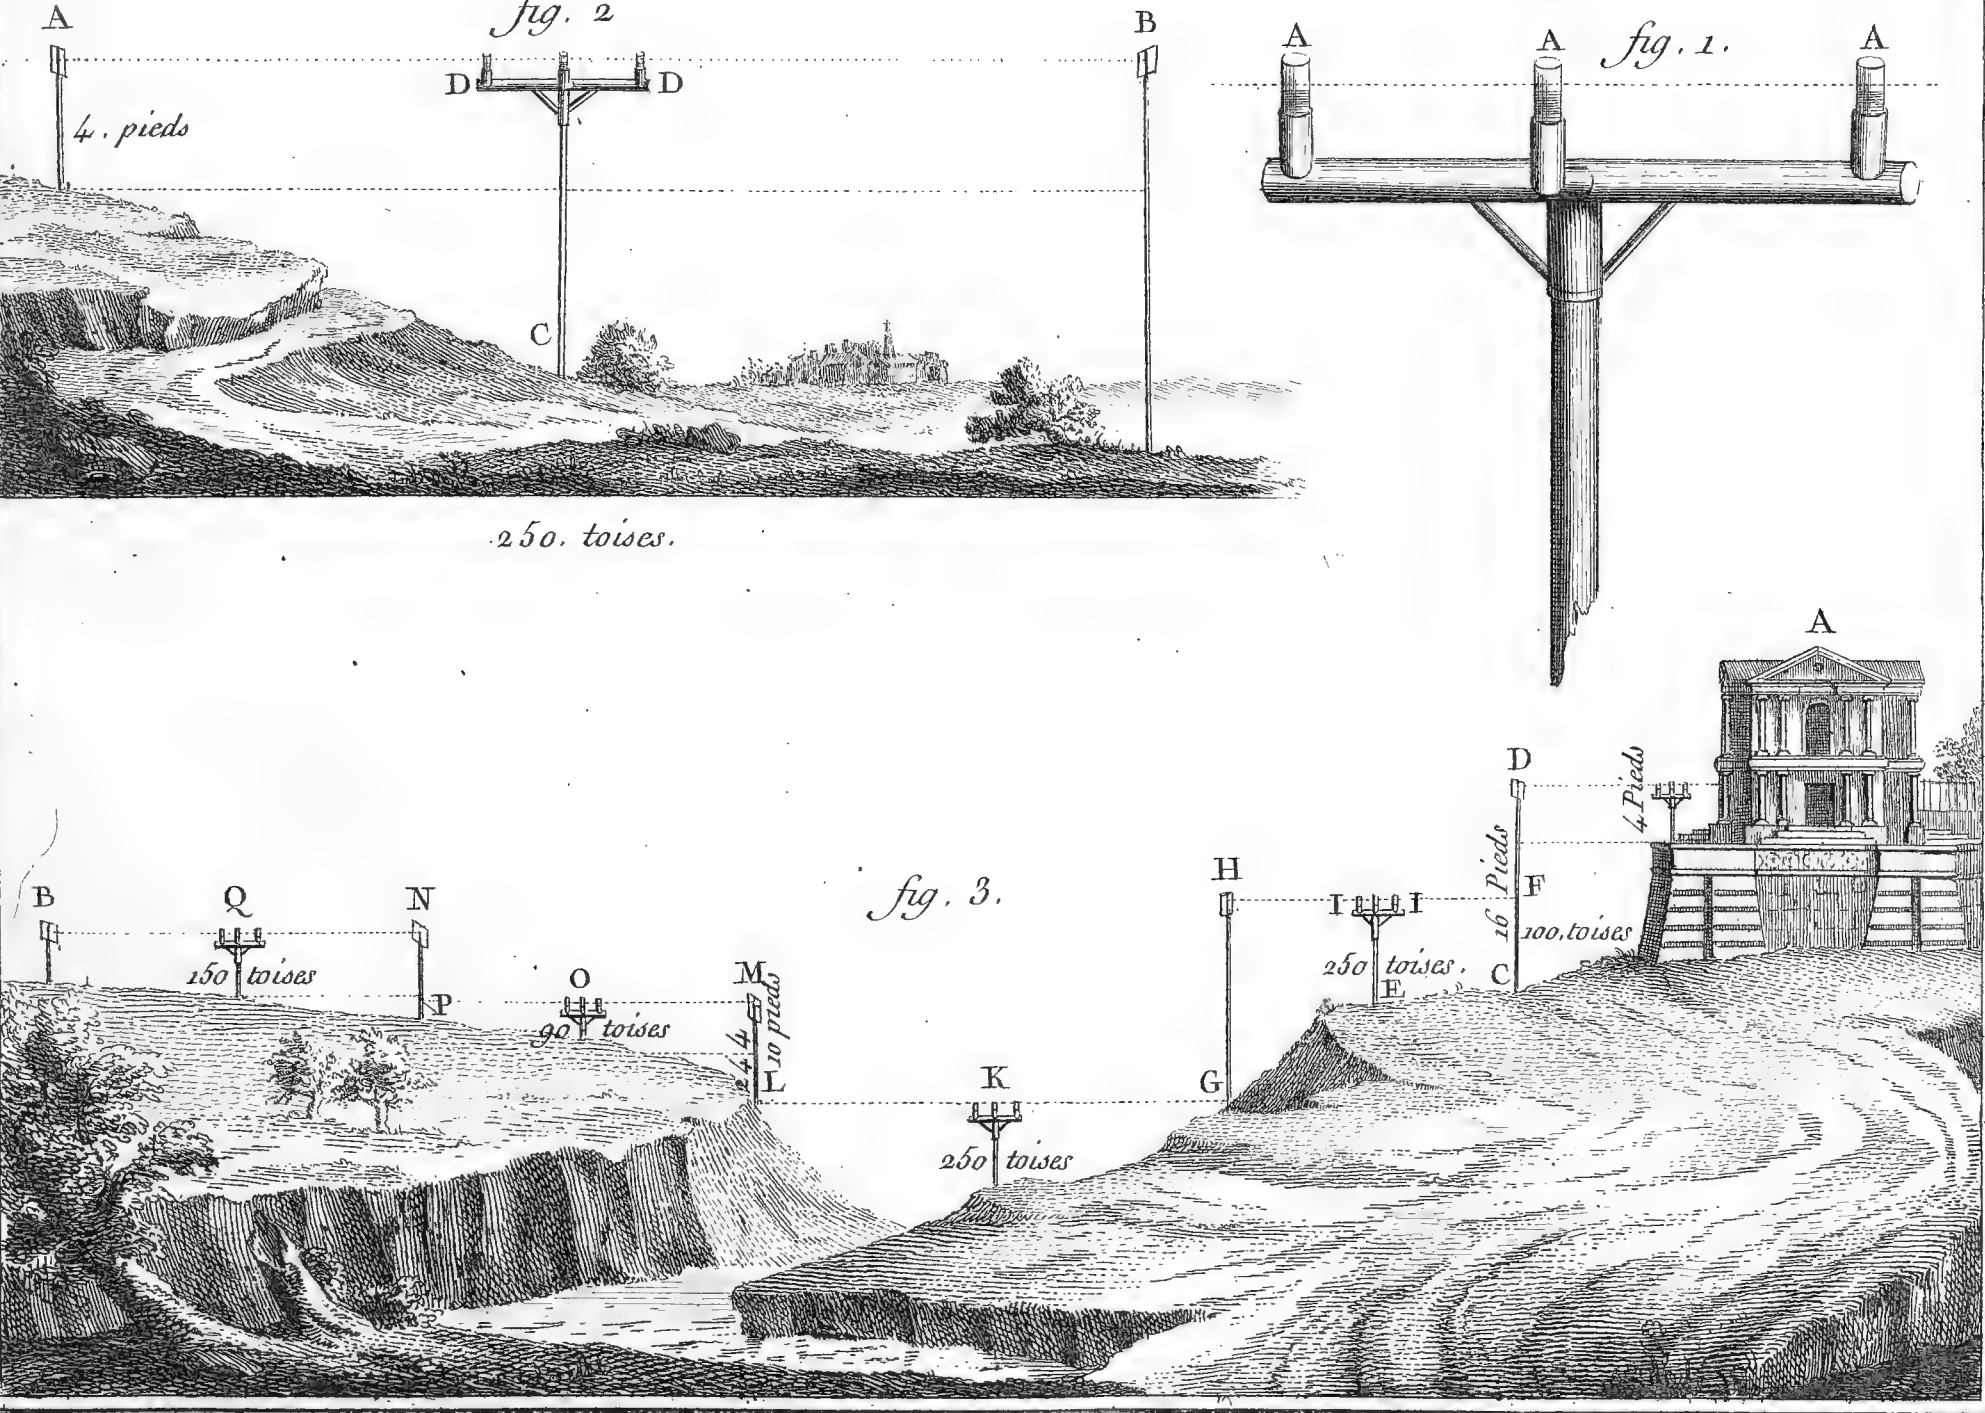 fig. 2
A
B
D
D
4. pieds
C
250. toises.
fig. 1.
A
A
A
A
D
4 Pieds
16 Pieds
F
100. toises
C
H
I
I
250 toises.
E
G
fig. 3.
B
Q
N
150 toises
P
O
90 toises
M
10 pieds
L
K
250 toises